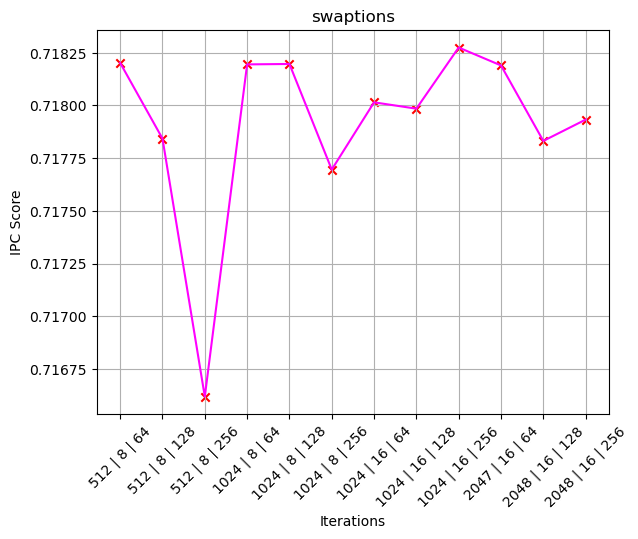 swaptions
IPC Score
0.71825
0.71800
0.71775
0.71750
0.71725
0.71700
0.71675
512 | 8 | 64
512 | 8 | 128
512 | 8 | 256
1024 | 8 | 64
1024 | 8 | 128
1024 | 8 | 256
1024 | 16 | 64
1024 | 16 | 128
1024 | 16 | 256
2047 | 16 | 64
2048 | 16 | 128
2048 | 16 | 256
Iterations